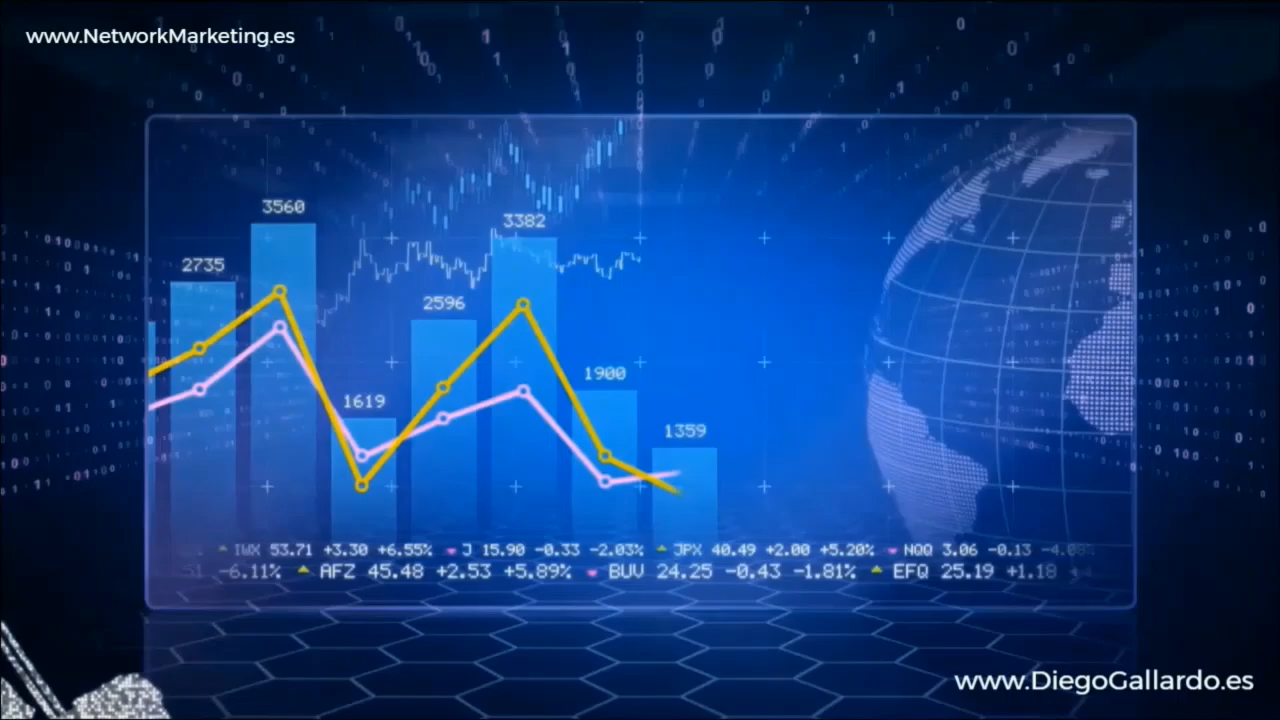 www.NetworkMarketing.es
3560
3382
2735
2596
1900
1619
1359
IWX 53.71 +3.30 +6.55% J 15.90 -0.33 -2.03% JPX 40.49 +2.00 +5.20% NQQ 3.06 -0.13
-6.11% AFZ 45.48 +2.53 +5.89% BUV 24.25 -0.43 -1.81% EFQ 25.19 +1.18
www.DiegoGallardo.es